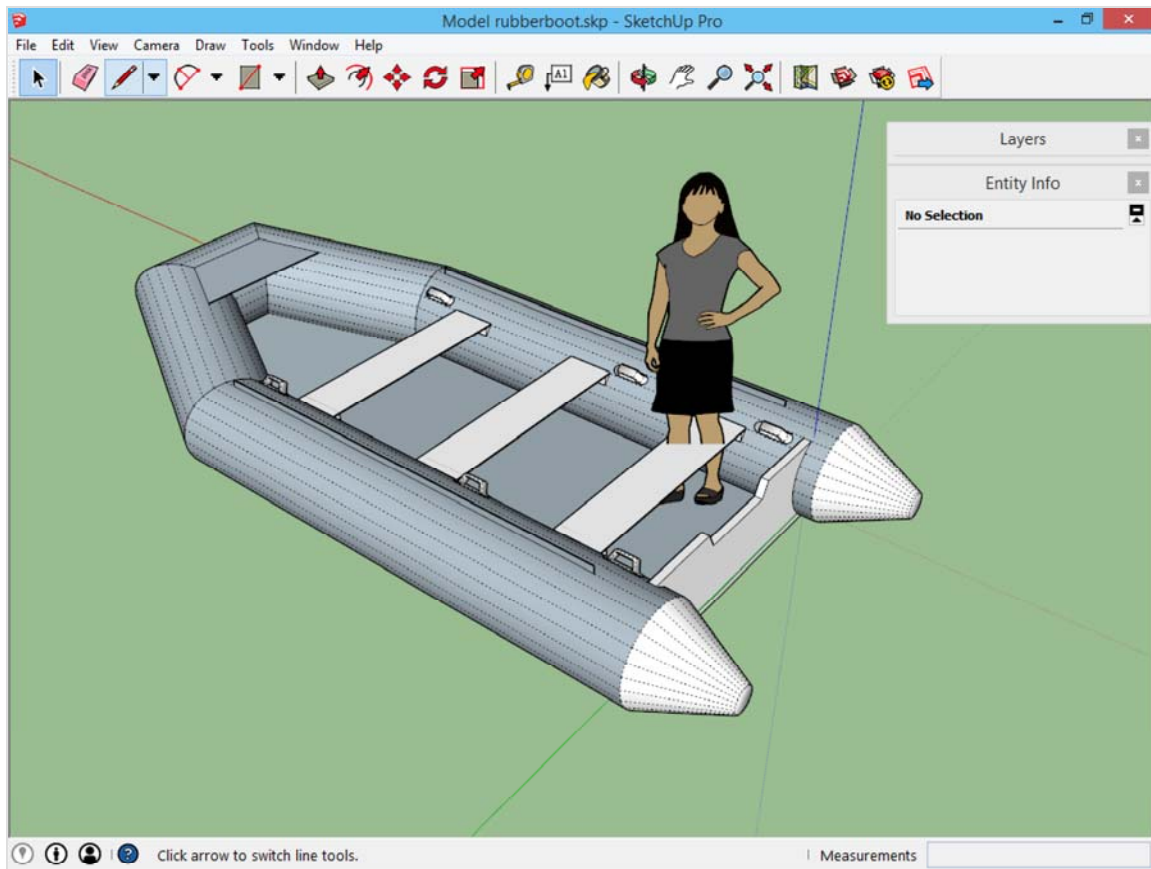 Model rubberboot.skp - SketchUp Pro
File Edit View Camera Draw Tools Window Help
A1
Layers
Entity Info
No Selection
Click arrow to switch line tools.
Measurements